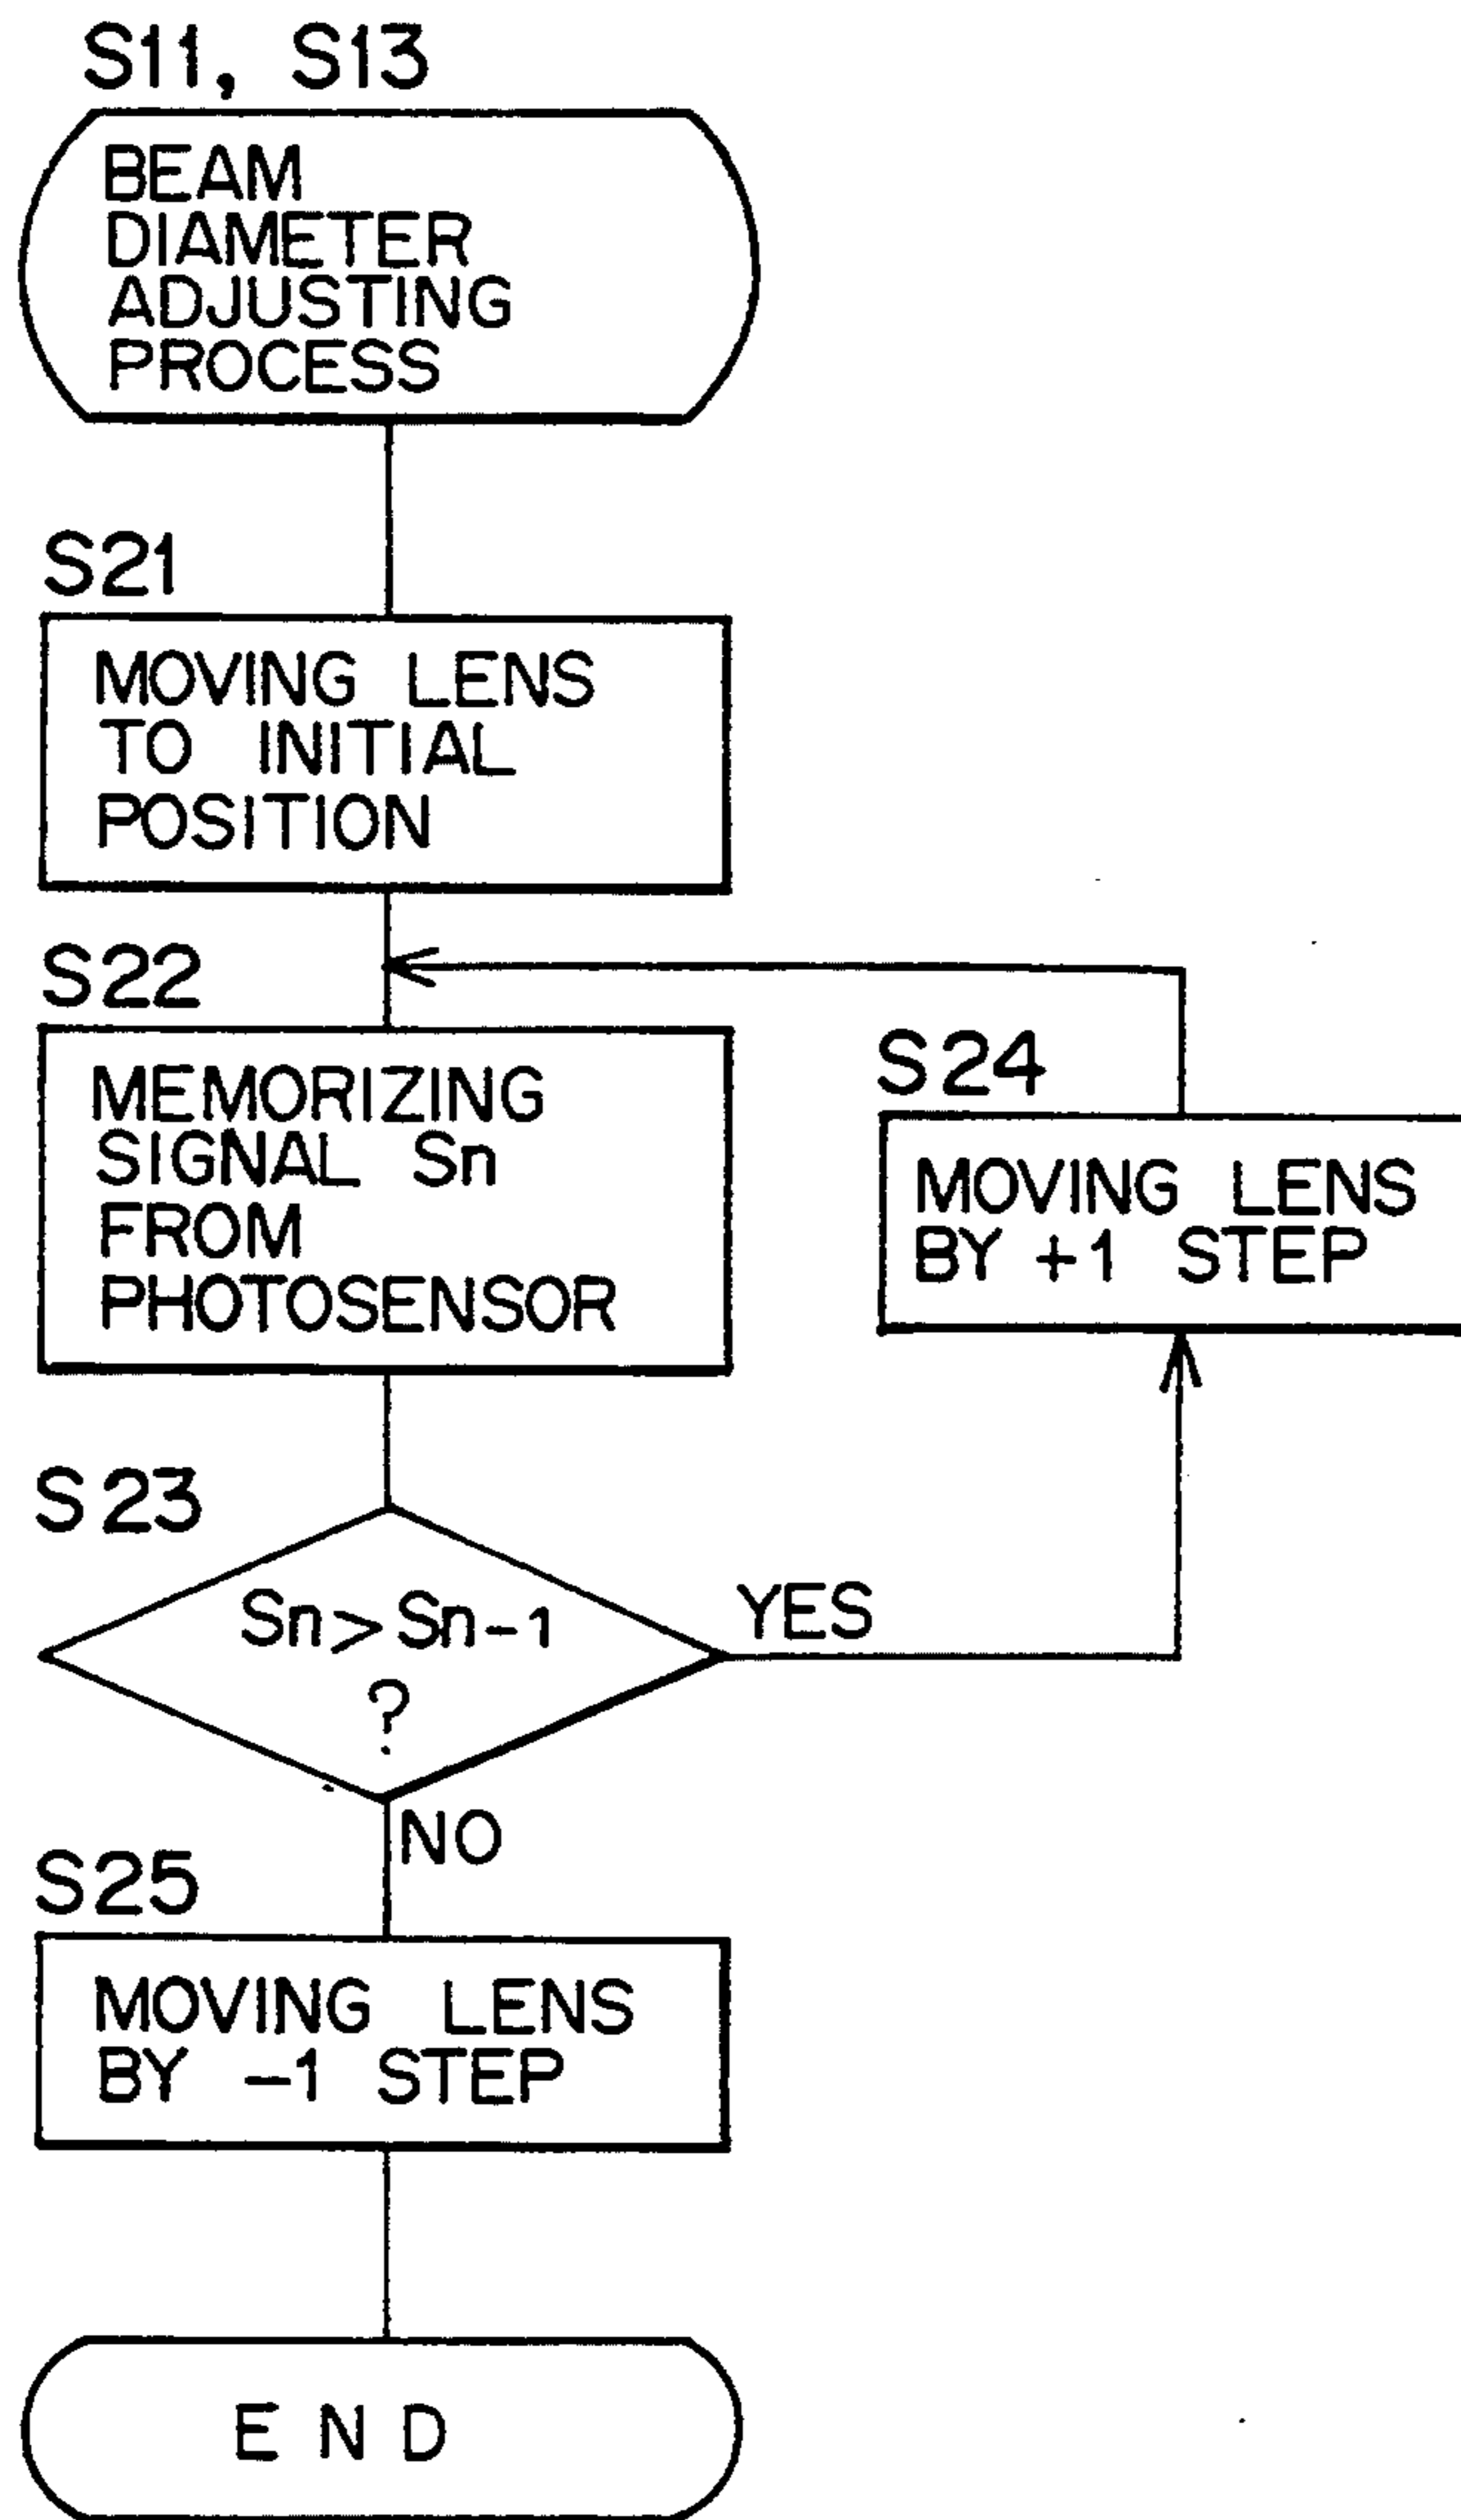 S11, S13
BEAM
DIAMETER
ADJUSTING
PROCESS
S21
MOVING LENS
TO INITIAL
POSITION
S22
MEMORIZING
SIGNAL Sn
FROM
PHOTOSENSOR
S24
MOVING LENS
BY +1 STEP
S23
Sn>Sn-1
?
YES
NO
S25
MOVING LENS
BY -1 STEP
END